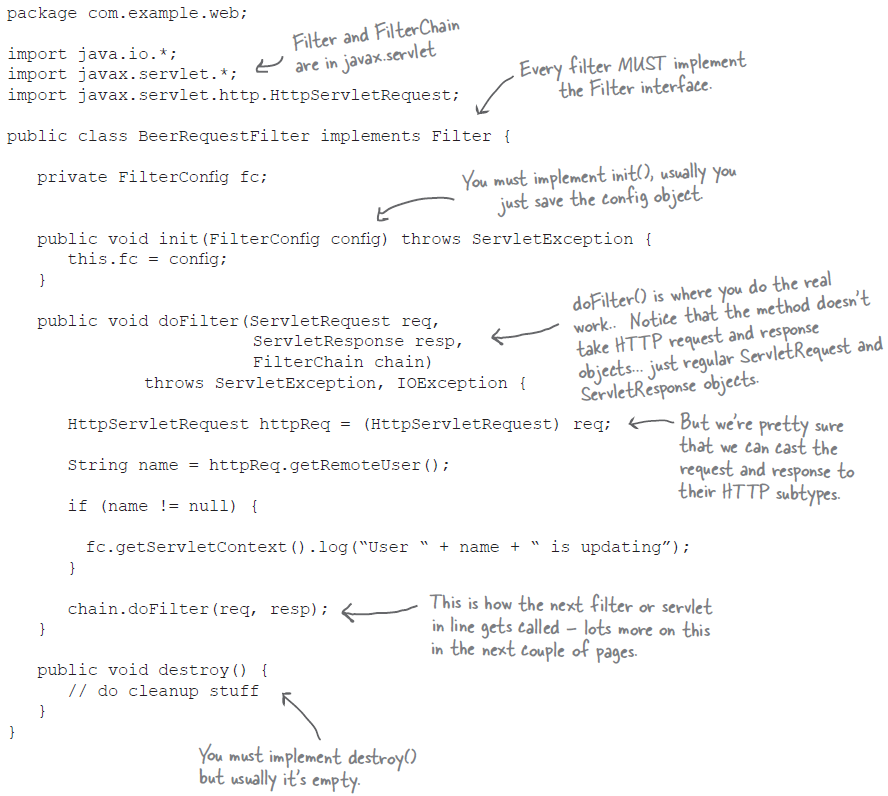 package com.example.web;
import java.io.*;
import javax.servlet.*;
import javax.servlet.http.HttpServletRequest;
Filter and FilterChain
are in javax.servlet
Every filter MUST implement
the Filter interface.
public class BeerRequestFilter implements Filter {
private FilterConfig fc;
You must implement init(), usually you
just save the config object.
public void init(FilterConfig config) throws ServletException {
this.fc = config;
}
public void doFilter(ServletRequest req,
ServletResponse resp,
FilterChain chain)
throws ServletException, IOException {
doFilter() is where you do the real
work.. Notice that the method doesn't
take HTTP request and response
objects... just regular ServletRequest and
ServletResponse objects.
HttpServletRequest httpReq = (HttpServletRequest) req;
But we're pretty sure
that we can cast the
request and response to
their HTTP subtypes.
String name = httpReq.getRemoteUser();
if (name != null) {
fc.getServletContext().log(“User “ + name + “ is updating”);
}
chain.doFilter(req, resp);
This is how the next filter or servlet
in line gets called – lots more on this
in the next couple of pages.
}
public void destroy() {
// do cleanup stuff
}
}
You must implement destroy()
but usually it's empty.